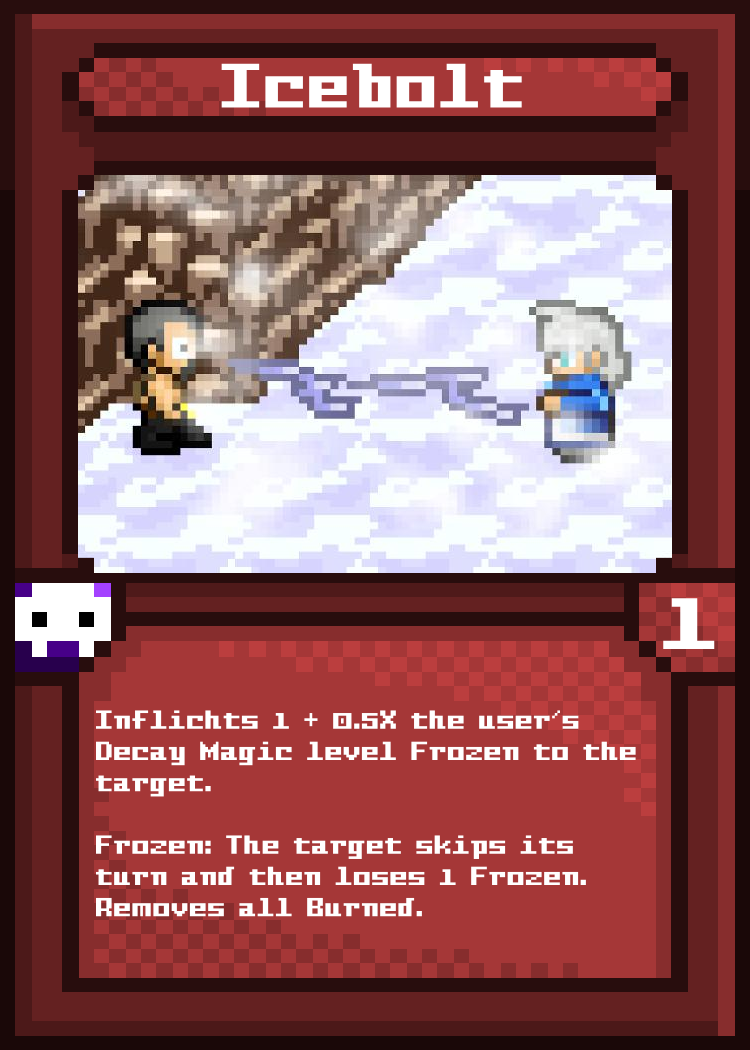 Icebolt
1
Inflichts 1 + 0.5X the user's
Decay Magic level Frozen to the
target.
Frozen: The target skips its
turn and then loses 1 Frozen.
Removes all Burned.